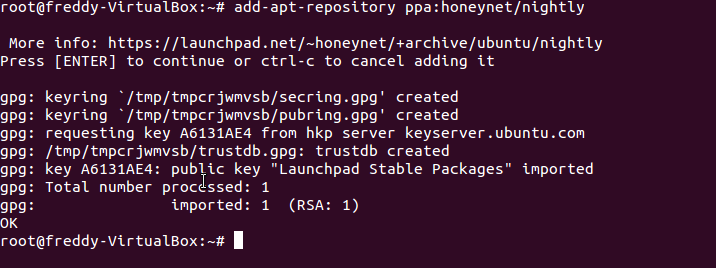 root@freddy-VirtualBox:~# add-apt-repository ppa:honeynet/nightly
More info: https://launchpad.net/~honeynet/+archive/ubuntu/nightly
Press [ENTER] to continue or ctrl-c to cancel adding it
gpg: keyring `/tmp/tmpcrjwmvsb/secring.gpg' created
gpg: keyring `/tmp/tmpcrjwmvsb/pubring.gpg' created
gpg: requesting key A6131AE4 from hkp server keyserver.ubuntu.com
gpg: /tmp/tmpcrjwmvsb/trustdb.gpg: trustdb created
gpg: key A6131AE4: public key "Launchpad Stable Packages" imported
gpg: Total number processed: 1
gpg:               imported: 1  (RSA: 1)
OK
root@freddy-VirtualBox:~#